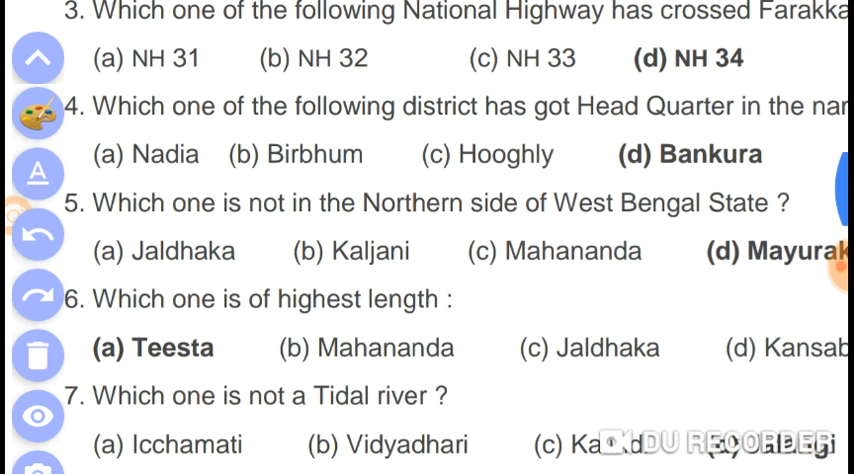 3. Which one of the following National Highway has crossed Farakka
(a) NH 31 (b) NH 32 (c) NH 33 (d) NH 34
4. Which one of the following district has got Head Quarter in the nar
(a) Nadia (b) Birbhum (c) Hooghly (d) Bankura
5. Which one is not in the Northern side of West Bengal State ?
(a) Jaldhaka (b) Kaljani (c) Mahananda (d) Mayurak
6. Which one is of highest length :
(a) Teesta (b) Mahananda (c) Jaldhaka (d) Kansab
7. Which one is not a Tidal river ?
(a) Icchamati (b) Vidyadhari (c)
DU RECORDER
A